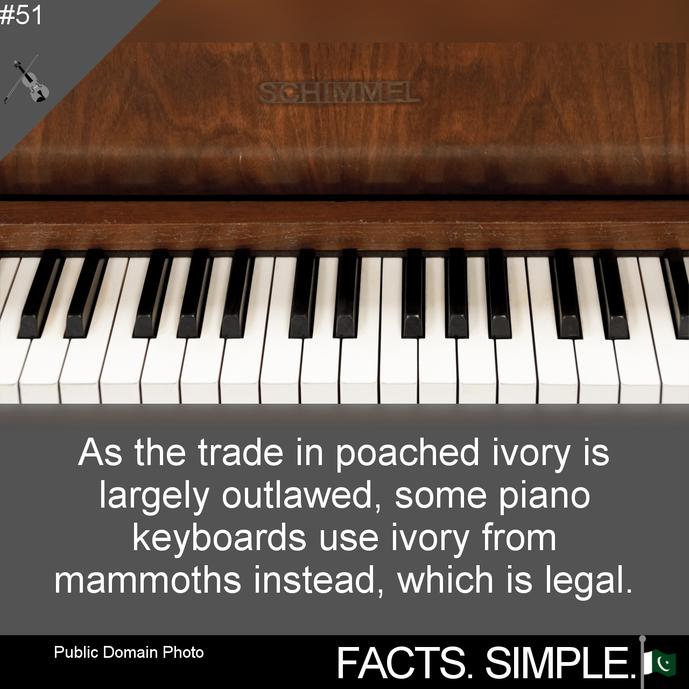 #51
SCHIMMEL
As the trade in poached ivory is
largely outlawed, some piano
keyboards use ivory from
mammoths instead, which is legal.
Public Domain Photo
FACTS. SIMPLE.